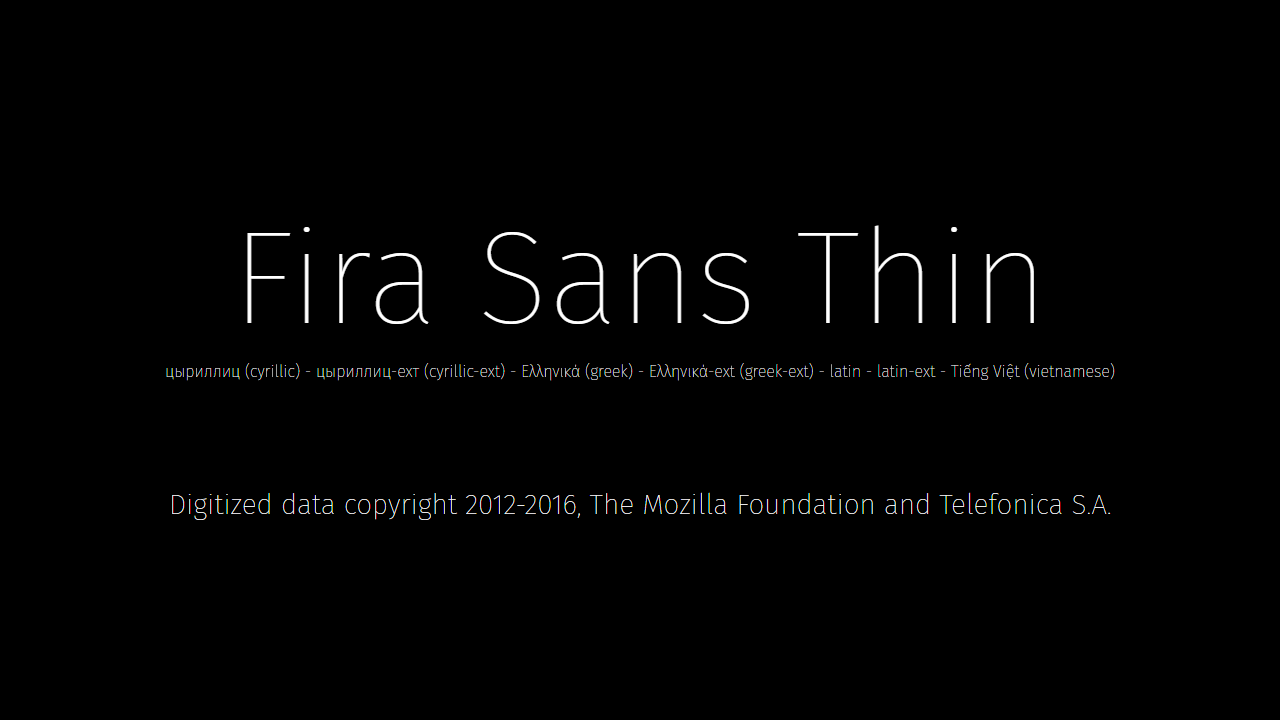 Fira Sans Thin
цыриллиц (cyrillic) - цыриллиц-ехт (cyrillic-ext) - Ελληνικά (greek) - Ελληνικά-ext (greek-ext) - latin - latin-ext - Tiếng Việt (vietnamese)
Digitized data copyright 2012-2016, The Mozilla Foundation and Telefonica S.A.